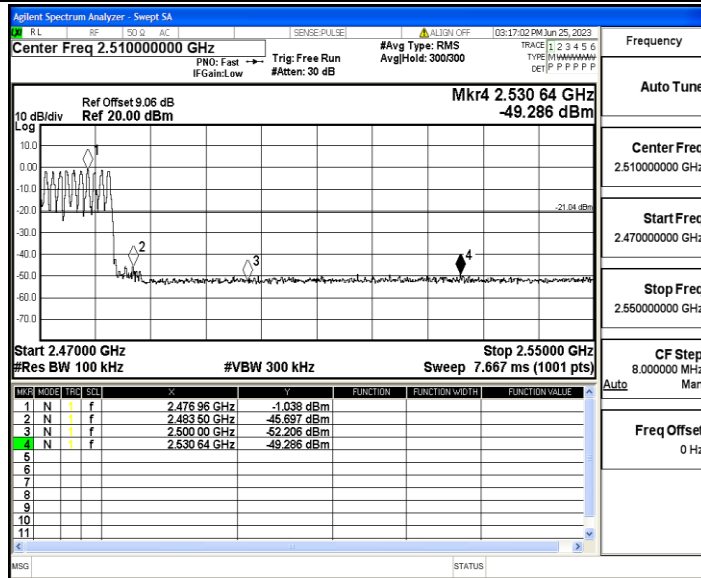 Agilent Spectrum Analyzer - Swept SA
RL RF 50 Ω AC SENSE:PULSE ALIGN OFF 03:17:02 PM Jun 25, 2023
Center Freq 2.510000000 GHz
PNO: Fast
IFGain:Low
Trig: Free Run
#Atten: 30 dB
#Avg Type: RMS
Avg|Hold: 300/300
TRACE 1 2 3 4 5 6
TYPE MWWWWW
DET P P P P P P
Mkr4 2.530 64 GHz
-49.286 dBm
Ref Offset 9.06 dB
10 dB/div Ref 20.00 dBm
Log
10.0
0.00
-10.0
-20.0
-30.0
-40.0
-50.0
-60.0
-70.0
1
2
3
4
-21.04 dBm
Start 2.47000 GHz Stop 2.55000 GHz
#Res BW 100 kHz #VBW 300 kHz Sweep 7.667 ms (1001 pts)
MKR MODE TRC SCL X Y FUNCTION FUNCTION WIDTH FUNCTION VALUE
1 N 1 f 2.476 96 GHz -1.038 dBm
2 N 1 f 2.483 50 GHz -45.697 dBm
3 N 1 f 2.500 00 GHz -52.206 dBm
4 N 1 f 2.530 64 GHz -49.286 dBm
5
6
7
8
9
10
11
MSG STATUS
Frequency
Auto Tune
Center Freq
2.510000000 GHz
Start Freq
2.470000000 GHz
Stop Freq
2.550000000 GHz
CF Step
8.000000 MHz
Auto Man
Freq Offset
0 Hz